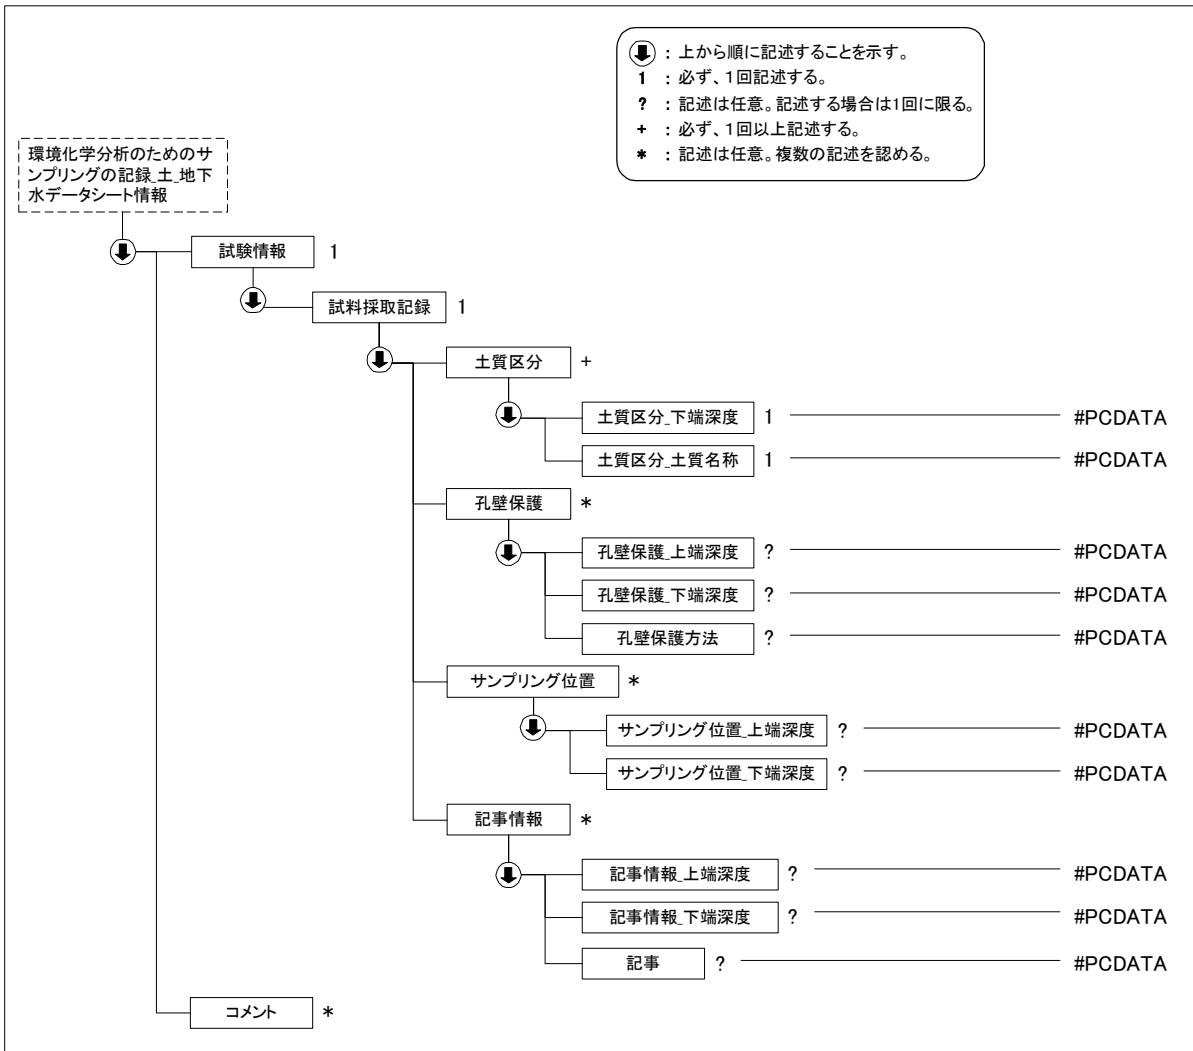 ：上から順に記述することを示す。
1 ：必ず、1回記述する。
? ：記述は任意。記述する場合は1回に限る。
+ ：必ず、1回以上記述する。
* ：記述は任意。複数の記述を認める。
環境化学分析のためのサ
ンプリングの記録_土_地下
水データシート情報
試験情報 1
試料採取記録 1
土質区分 +
土質区分_下端深度 1 #PCDATA
土質区分_土質名称 1 #PCDATA
孔壁保護 *
孔壁保護_上端深度 ? #PCDATA
孔壁保護_下端深度 ? #PCDATA
孔壁保護方法 ? #PCDATA
サンプリング位置 *
サンプリング位置_上端深度 ? #PCDATA
サンプリング位置_下端深度 ? #PCDATA
記事情報 *
記事情報_上端深度 ? #PCDATA
記事情報_下端深度 ? #PCDATA
記事 ? #PCDATA
コメント *